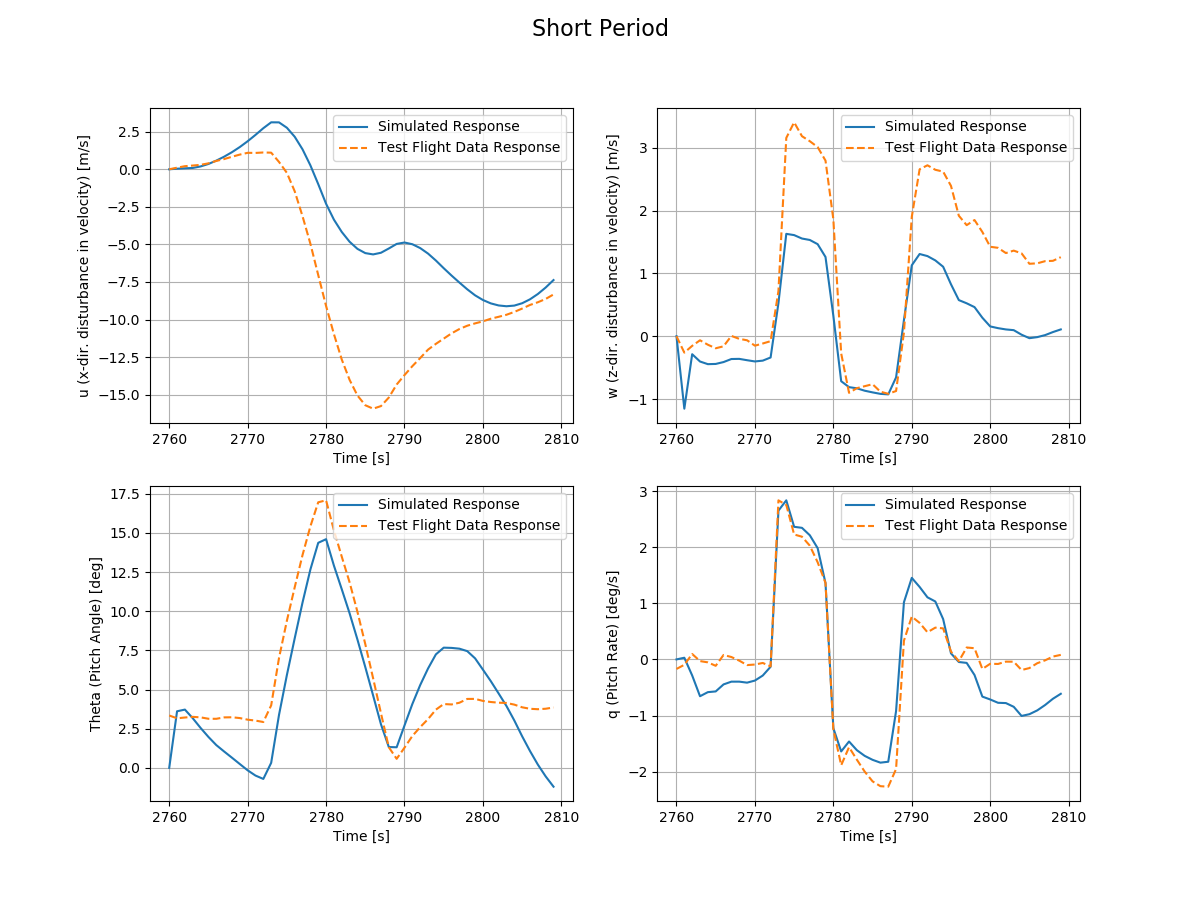 Short Period
u (x-dir. disturbance in velocity) [m/s]
2.5
0.0
−2.5
−5.0
−7.5
−10.0
−12.5
−15.0
Simulated Response
Test Flight Data Response
2760 2770 2780 2790 2800 2810
Time [s]
w (z-dir. disturbance in velocity) [m/s]
3
2
1
0
−1
Simulated Response
Test Flight Data Response
2760 2770 2780 2790 2800 2810
Time [s]
Theta (Pitch Angle) [deg]
17.5
15.0
12.5
10.0
7.5
5.0
2.5
0.0
Simulated Response
Test Flight Data Response
2760 2770 2780 2790 2800 2810
Time [s]
q (Pitch Rate) [deg/s]
3
2
1
0
−1
−2
Simulated Response
Test Flight Data Response
2760 2770 2780 2790 2800 2810
Time [s]